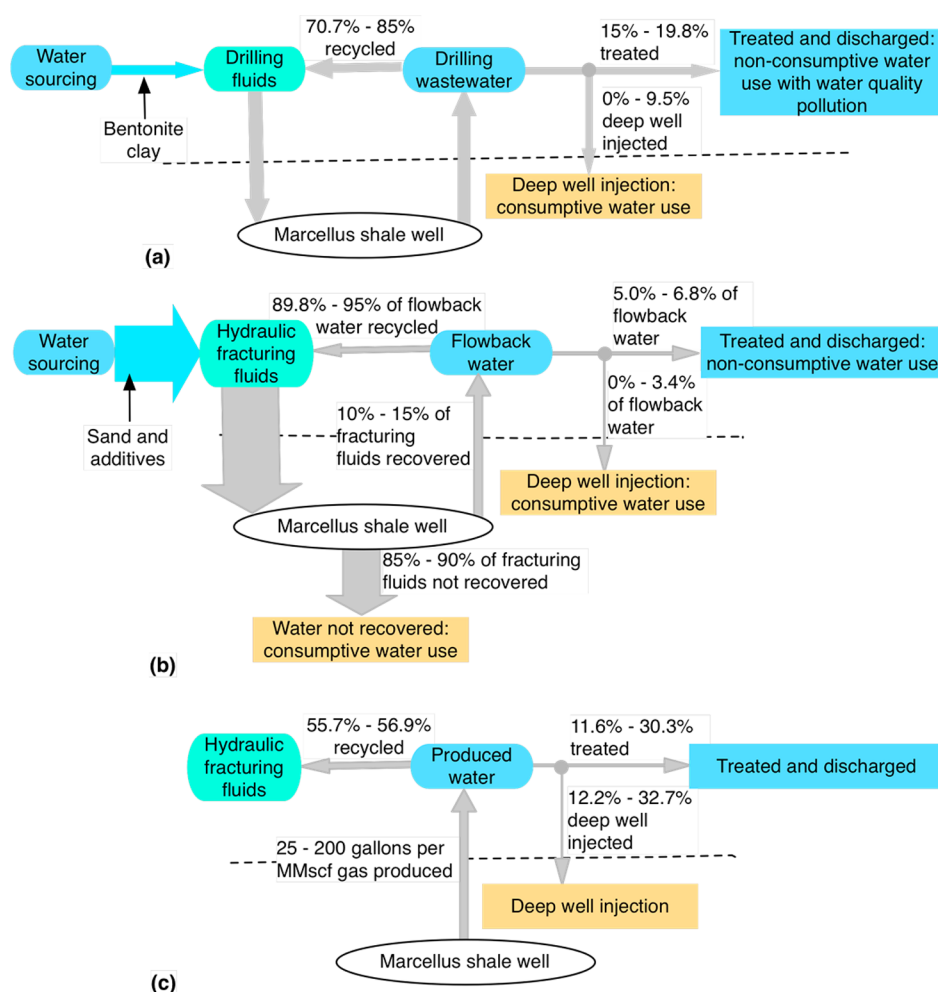 Water
sourcing
Bentonite
clay
Drilling
fluids
70.7% - 85%
recycled
Drilling
wastewater
15% - 19.8%
treated
0% - 9.5%
deep well
injected
Treated and discharged:
non-consumptive water
use with water quality
pollution
Deep well injection:
consumptive water use
Marcellus shale well
(a)
Water
sourcing
Sand and
additives
Hydraulic
fracturing
fluids
89.8% - 95% of flowback
water recycled
Flowback
water
5.0% - 6.8% of
flowback
water
0% - 3.4%
of flowback
water
Treated and discharged:
non-consumptive water use
10% - 15% of
fracturing
fluids recovered
Deep well injection:
consumptive water use
Marcellus shale well
85% - 90% of fracturing
fluids not recovered
Water not recovered:
consumptive water use
(b)
Hydraulic
fracturing
fluids
55.7% - 56.9%
recycled
Produced
water
11.6% - 30.3%
treated
12.2% - 32.7%
deep well
injected
Treated and discharged
25 - 200 gallons per
MMscf gas produced
Deep well injection
Marcellus shale well
(c)